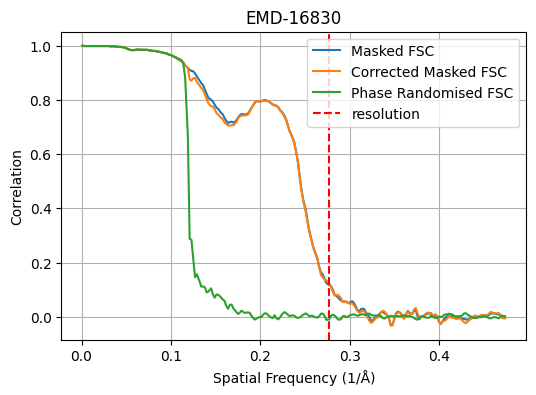 EMD-16830
Masked FSC
Corrected Masked FSC
Phase Randomised FSC
resolution
Correlation
1.0
0.8
0.6
0.4
0.2
0.0
0.0 0.1 0.2 0.3 0.4
Spatial Frequency (1/Å)